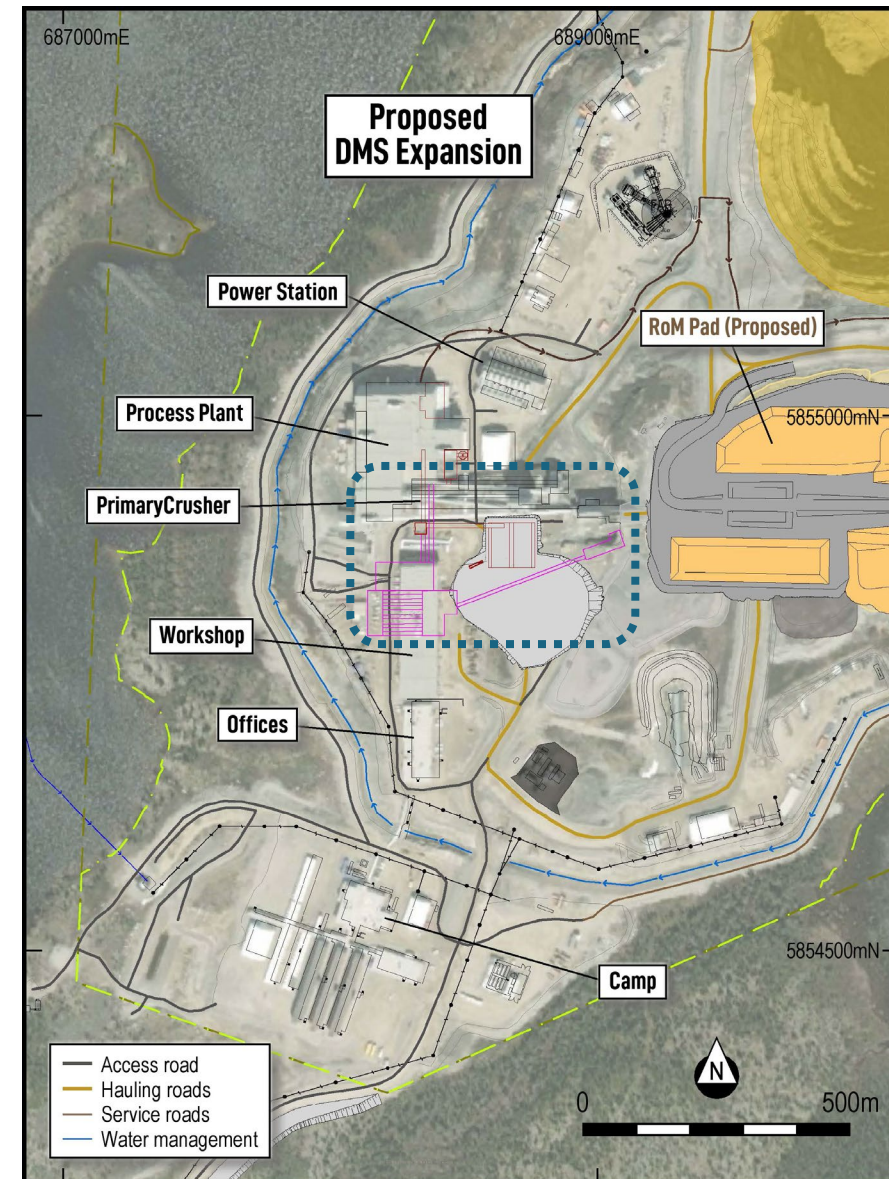 687000mE
689000mE
Proposed
DMS Expansion
Power Station
RoM Pad (Proposed)
Process Plant
5855000mN
PrimaryCrusher
Workshop
Offices
5854500mN
Camp
Access road
Hauling roads
Service roads
Water management
N
0
500m